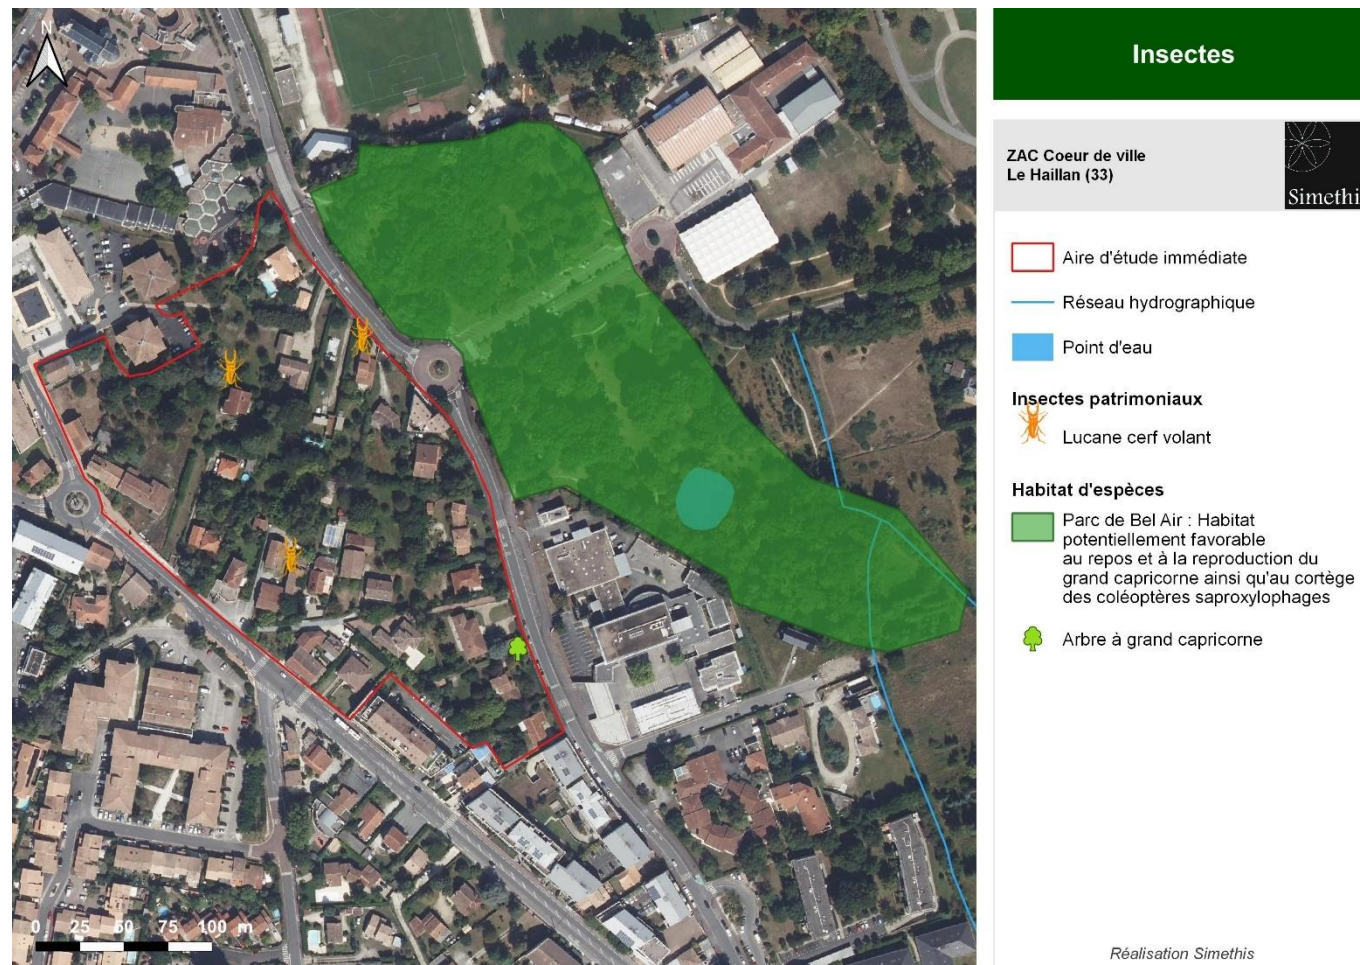 N
Insectes
ZAC Coeur de ville
Le Haillan (33)
Simethi
Aire d'étude immédiate
Réseau hydrographique
Point d'eau
Insectes patrimoniaux
Lucane cerf volant
Habitat d'espèces
Parc de Bel Air : Habitat
potentiellement favorable
au repos et à la reproduction du
grand capricorne ainsi qu'au cortège
des coléoptères saproxylophages
Arbre à grand capricorne
0 25 50 75 100 m
Réalisation Simethis